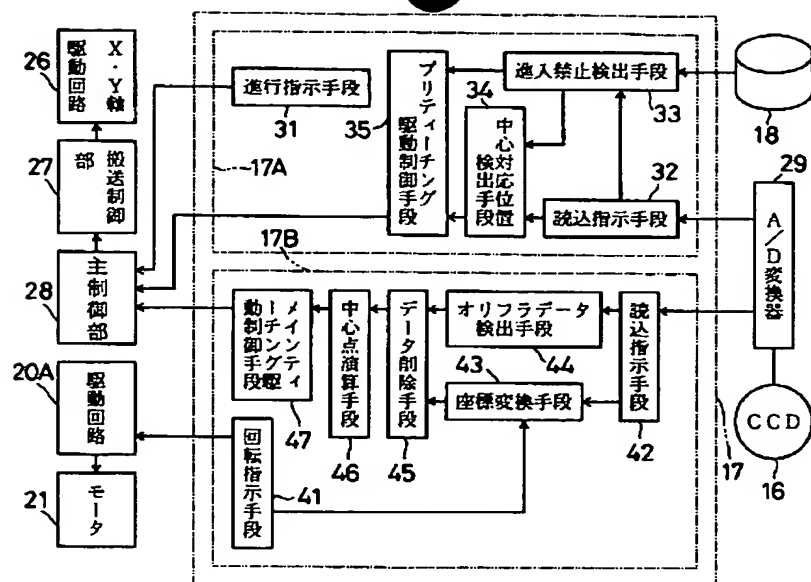 26
X・Y軸
駆動回路
27
搬送制御
部
28
主制御部
20A
駆動回路
21
モータ
進行指示手段
31
17A
35
プリティーチング
駆動制御手段
34
中心対応位置
検出手段
進入禁止検出手段
33
32
読込指示手段
18
29
A/D変換器
CCD
16
17
17B
メインティ
ーチング駆
動制御手段
47
中心点演算手段
46
データ削除手段
45
オリフラデータ
検出手段
44
43
座標変換手段
読込指示手段
42
回転指示手段
41